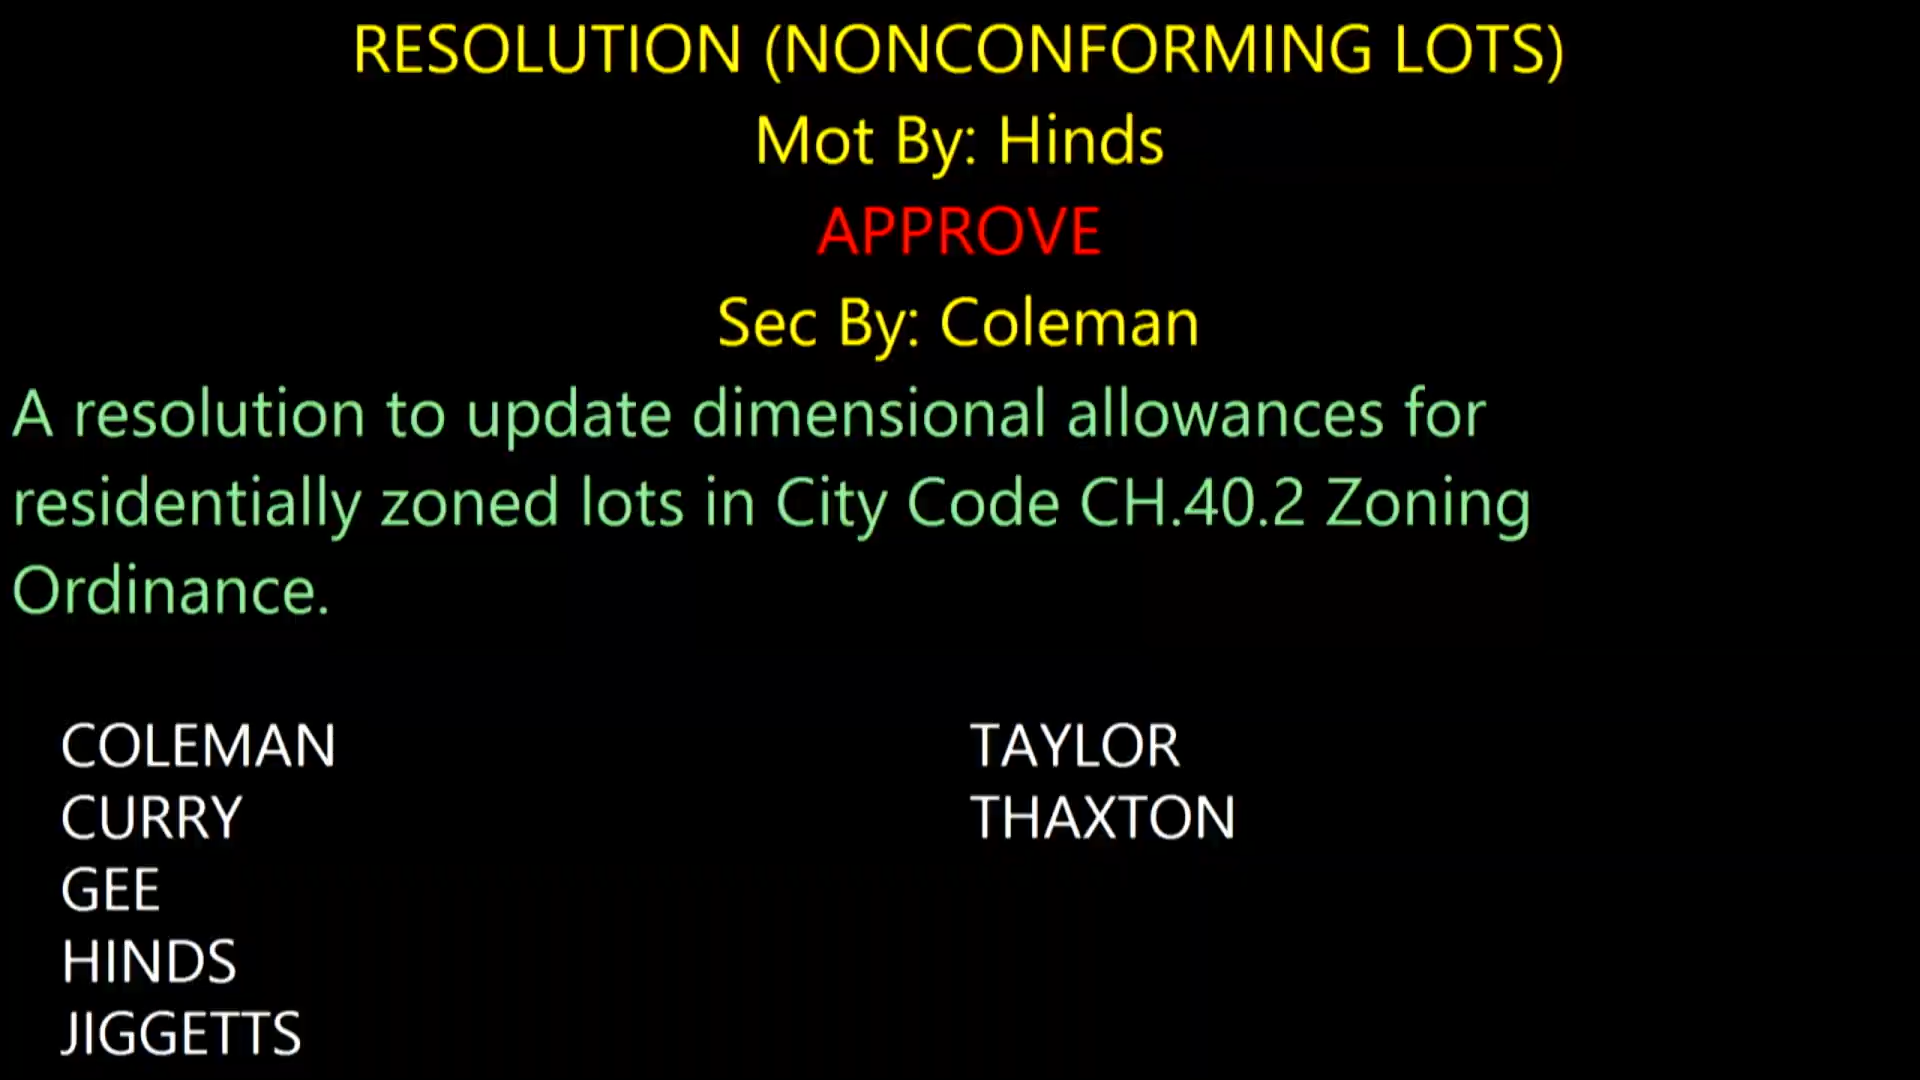 RESOLUTION (NONCONFORMING LOTS)
Mot By: Hinds
APPROVE
Sec By: Coleman
A resolution to update dimensional allowances for
residentially zoned lots in City Code CH.40.2 Zoning
Ordinance.
COLEMAN
CURRY
GEE
HINDS
JIGGETTS
TAYLOR
THAXTON